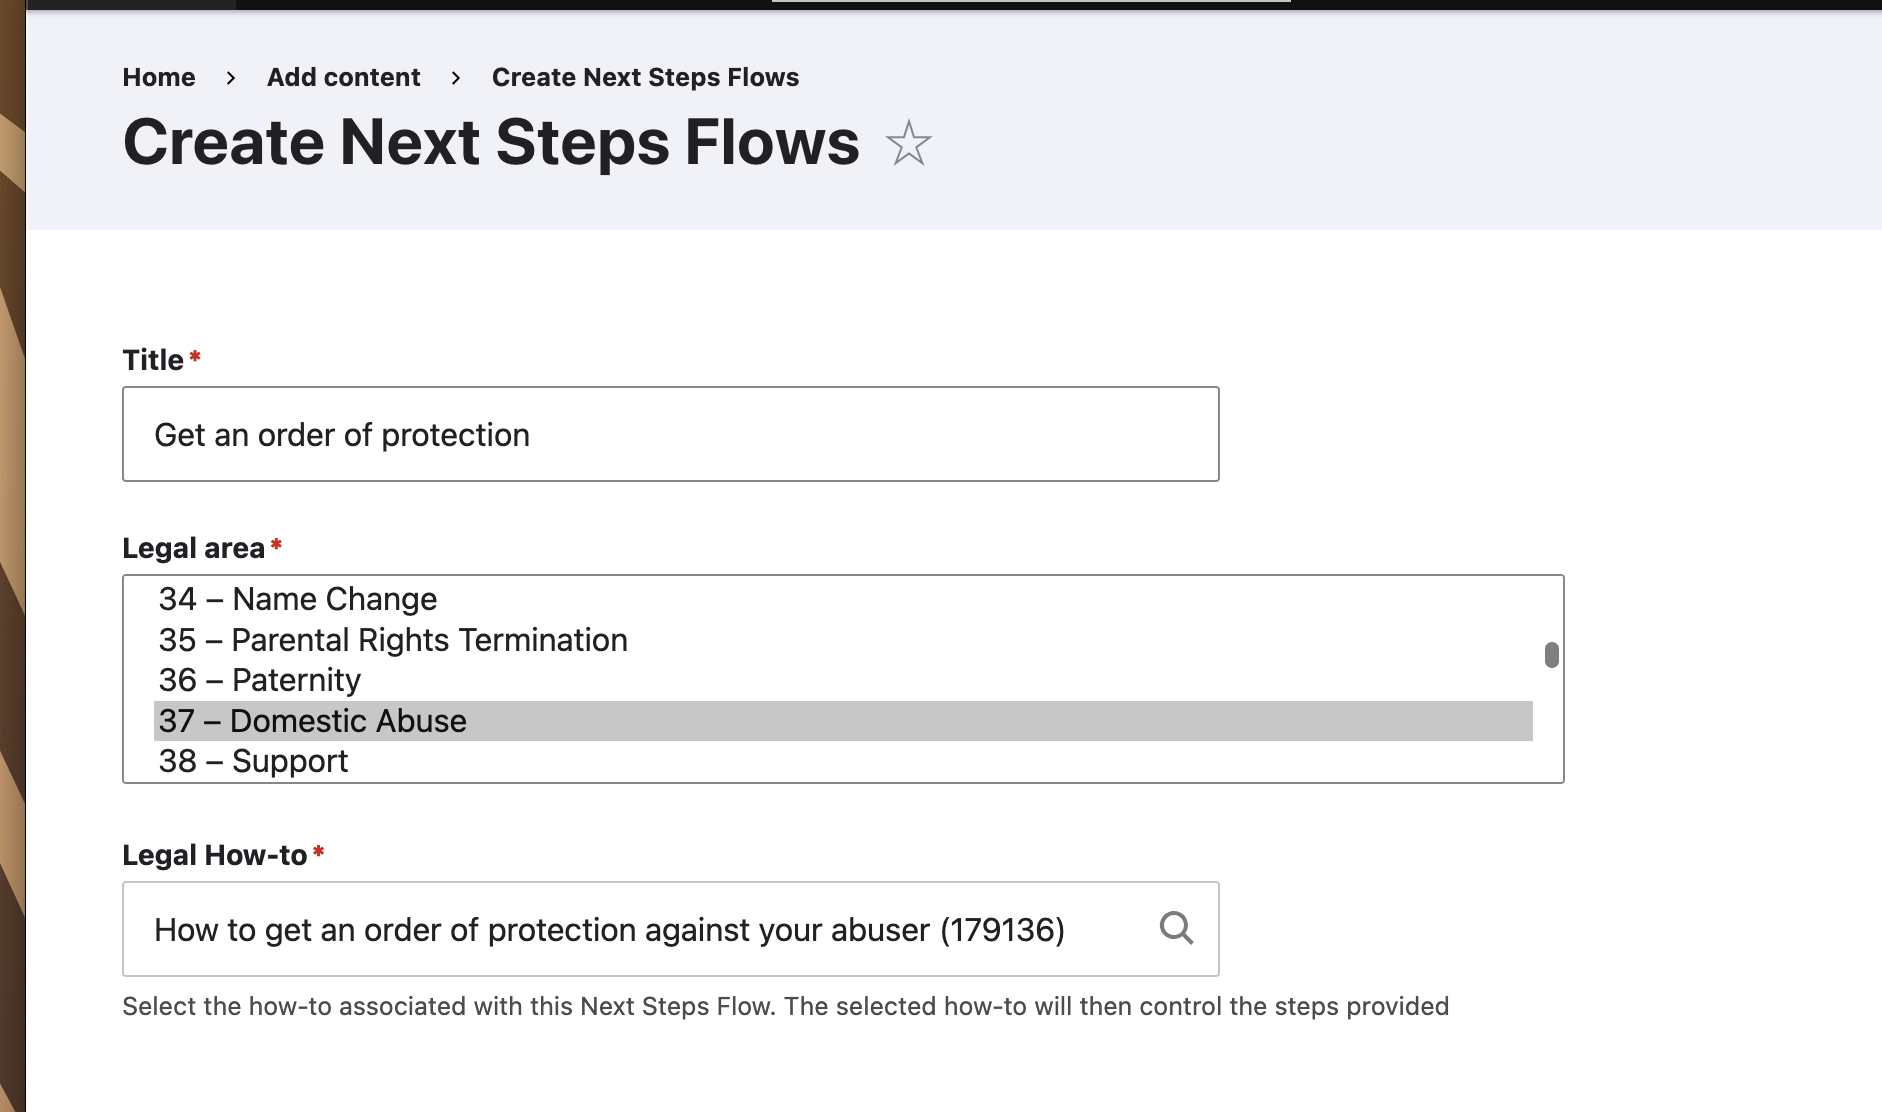 Home › Add content › Create Next Steps Flows
Create Next Steps Flows
Title*
Get an order of protection
Legal area*
34 – Name Change
35 – Parental Rights Termination
36 – Paternity
37 – Domestic Abuse
38 – Support
Legal How-to*
How to get an order of protection against your abuser (179136)
Select the how-to associated with this Next Steps Flow. The selected how-to will then control the steps provided